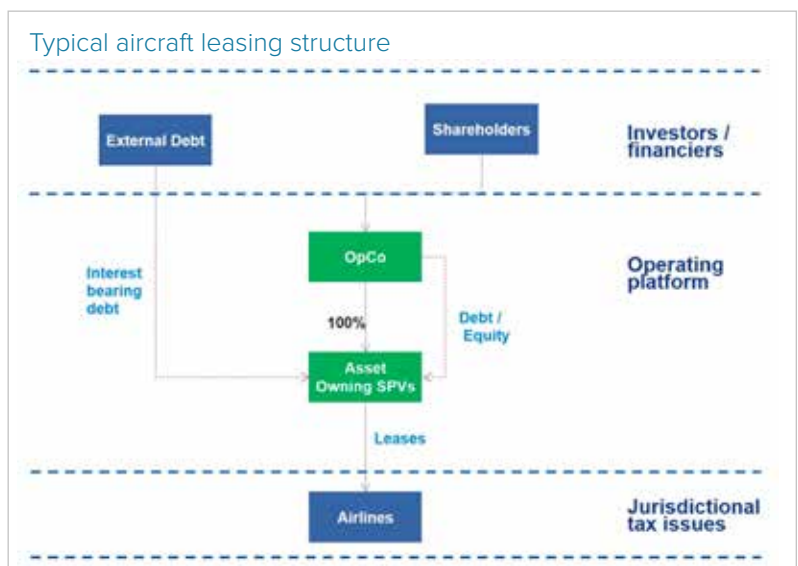 Typical aircraft leasing structure
External Debt
Shareholders
Investors /
financiers
OpCo
Interest
bearing
debt
Operating
platform
100%
Debt /
Equity
Asset
Owning SPVs
Leases
Airlines
Jurisdictional
tax issues